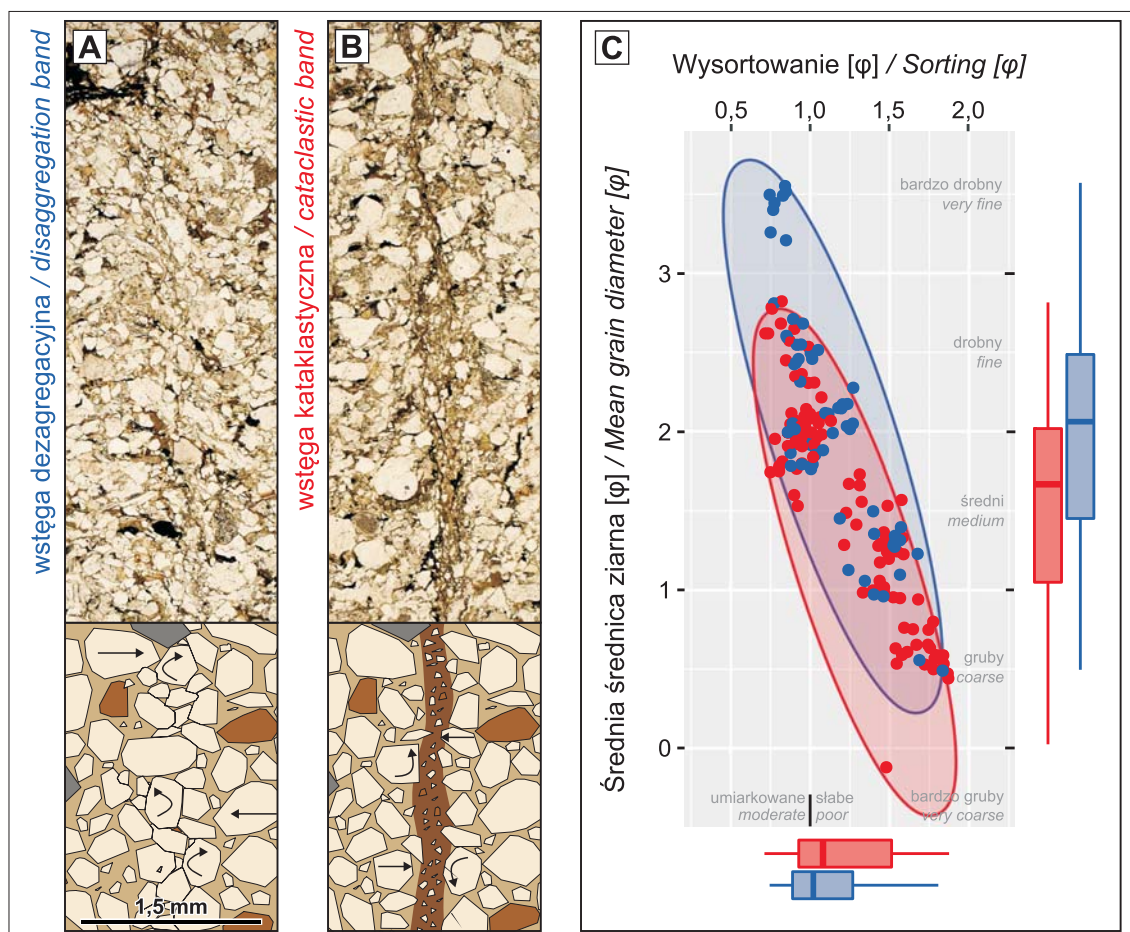 wstęga dezagregacyjna / disaggregation band
A
wstęga kataklastyczna / cataclastic band
B
1,5 mm
C
Wysortowanie [φ] / Sorting [φ]
0,5 1,0 1,5 2,0
Średnia średnica ziarna [φ] / Mean grain diameter [φ]
3
2
1
0
bardzo drobny
very fine
drobny
fine
średni
medium
gruby
coarse
bardzo gruby
very coarse
umiarkowane słabe
moderate poor